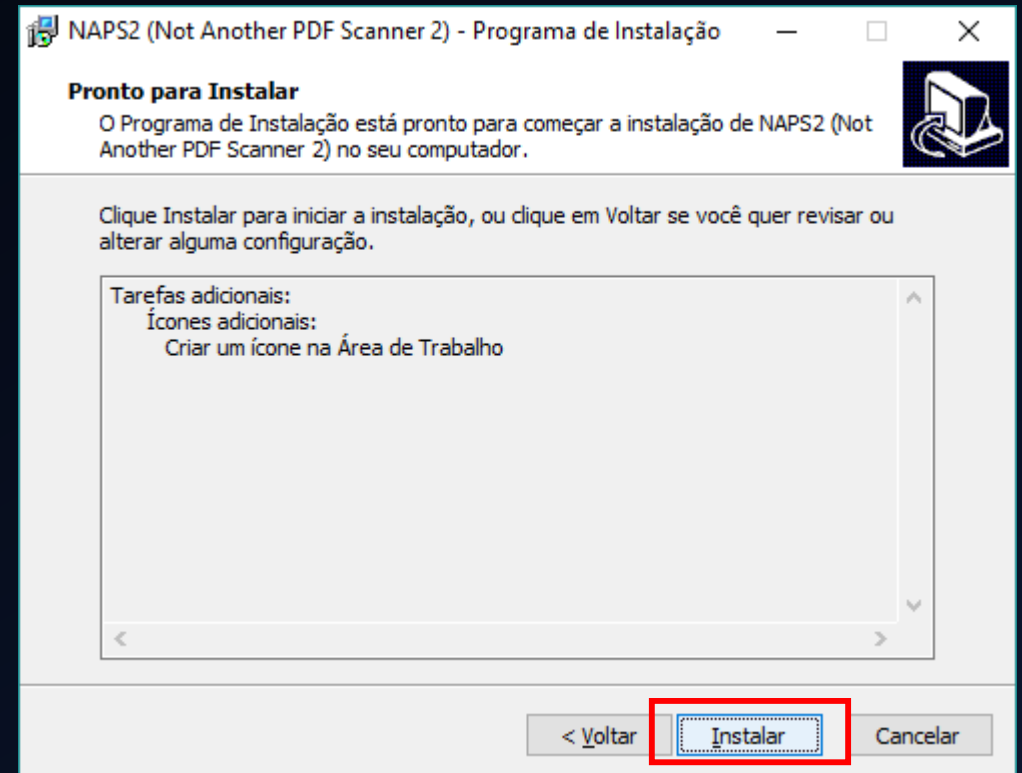 NAPS2 (Not Another PDF Scanner 2) - Programa de Instalação
Pronto para Instalar
O Programa de Instalação está pronto para começar a instalação de NAPS2 (Not
Another PDF Scanner 2) no seu computador.
Clique Instalar para iniciar a instalação, ou clique em Voltar se você quer revisar ou
alterar alguma configuração.
Tarefas adicionais:
Ícones adicionais:
Criar um ícone na Área de Trabalho
< Voltar
Instalar
Cancelar